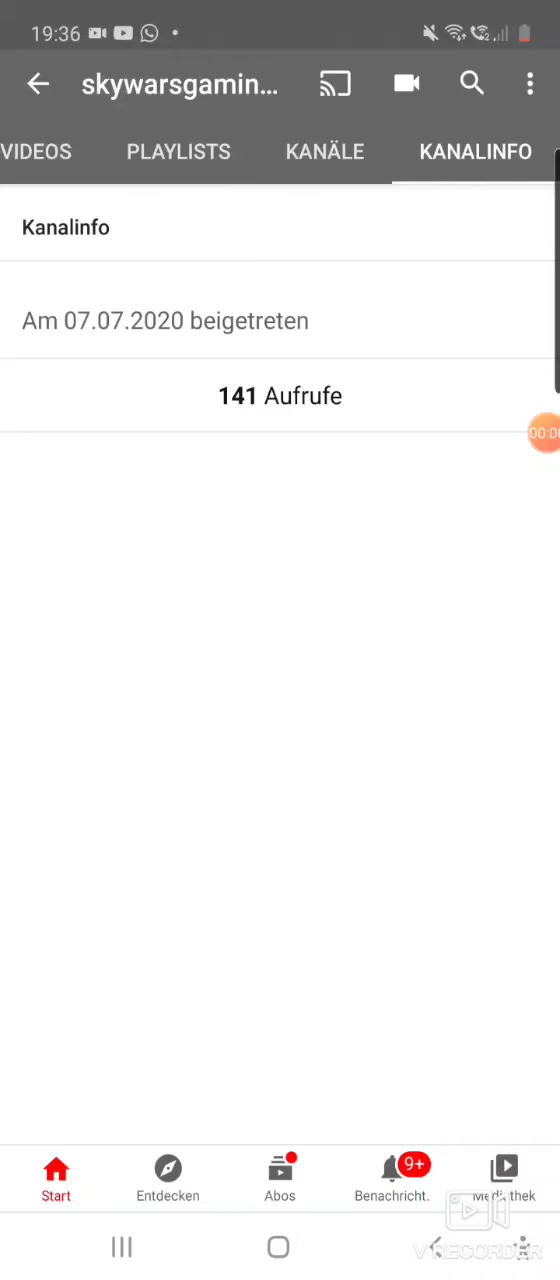 19:36
skywarsgamin...
VIDEOS PLAYLISTS KANÄLE KANALINFO
Kanalinfo
Am 07.07.2020 beigetreten
141 Aufrufe
9+
Start Entdecken Abos Benachricht.